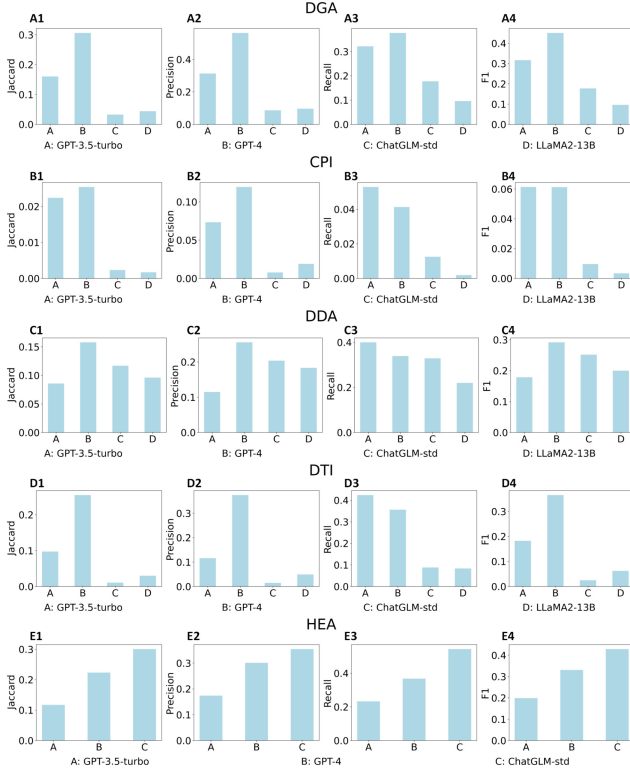 DGA
A1 A2 A3 A4
Jaccard 0.3 0.2 0.1 0.0
Precision 0.4 0.2 0.0
Recall 0.3 0.2 0.1 0.0
F1 0.4 0.3 0.2 0.1 0.0
A B C D A B C D A B C D A B C D
A: GPT-3.5-turbo B: GPT-4 C: ChatGLM-std D: LLaMA2-13B
CPI
B1 B2 B3 B4
Jaccard 0.02 0.01 0.00
Precision 0.10 0.05 0.00
Recall 0.04 0.02 0.00
F1 0.06 0.04 0.02 0.00
A B C D A B C D A B C D A B C D
A: GPT-3.5-turbo B: GPT-4 C: ChatGLM-std D: LLaMA2-13B
DDA
C1 C2 C3 C4
Jaccard 0.15 0.10 0.05 0.00
Precision 0.2 0.1 0.0
Recall 0.4 0.2 0.0
F1 0.3 0.2 0.1 0.0
A B C D A B C D A B C D A B C D
A: GPT-3.5-turbo B: GPT-4 C: ChatGLM-std D: LLaMA2-13B
DTI
D1 D2 D3 D4
Jaccard 0.2 0.1 0.0
Precision 0.3 0.2 0.1 0.0
Recall 0.4 0.3 0.2 0.1 0.0
F1 0.3 0.2 0.1 0.0
A B C D A B C D A B C D A B C D
A: GPT-3.5-turbo B: GPT-4 C: ChatGLM-std D: LLaMA2-13B
HEA
E1 E2 E3 E4
Jaccard 0.3 0.2 0.1 0.0
Precision 0.3 0.2 0.1 0.0
Recall 0.4 0.2 0.0
F1 0.4 0.3 0.2 0.1 0.0
A B C A B C A B C A B C
A: GPT-3.5-turbo B: GPT-4 C: ChatGLM-std